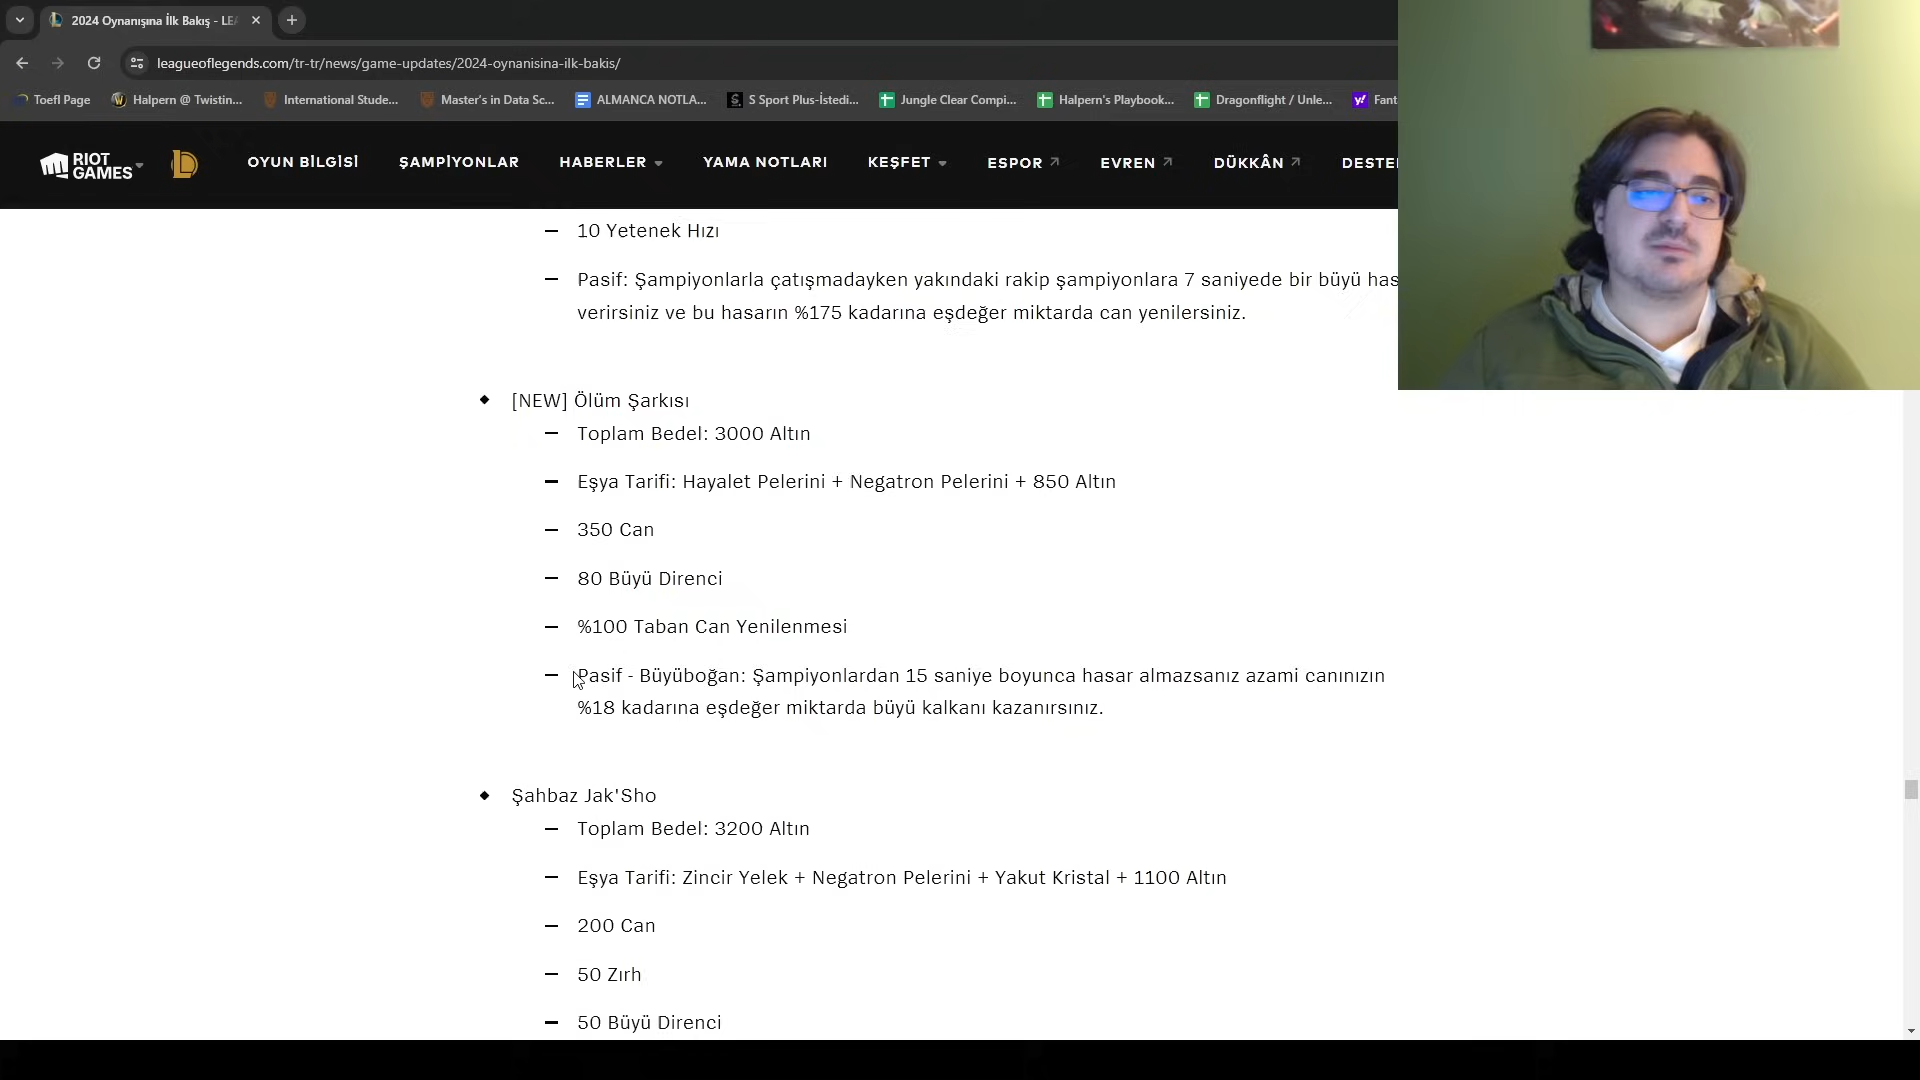 2024 Oynanışına İlk Bakış - LEA
leagueoflegends.com/tr-tr/news/game-updates/2024-oynanisina-ilk-bakis/
Toefl Page
Halpern @ Twistin...
International Stude...
Master's in Data Sc...
ALMANCA NOTLA...
S Sport Plus-İstedi...
Jungle Clear Compi...
Halpern's Playbook...
Dragonflight / Unle...
y! Fant
RIOT GAMES
OYUN BİLGİSİ
ŞAMPİYONLAR
HABERLER
YAMA NOTLARI
KEŞFET
ESPOR
EVREN
DÜKKÂN
DESTE
— 10 Yetenek Hızı
— Pasif: Şampiyonlarla çatışmadayken yakındaki rakip şampiyonlara 7 saniyede bir büyü has
verirsiniz ve bu hasarın %175 kadarına eşdeğer miktarda can yenilersiniz.
◆ [NEW] Ölüm Şarkısı
— Toplam Bedel: 3000 Altın
— Eşya Tarifi: Hayalet Pelerini + Negatron Pelerini + 850 Altın
— 350 Can
— 80 Büyü Direnci
— %100 Taban Can Yenilenmesi
— Pasif - Büyüboğan: Şampiyonlardan 15 saniye boyunca hasar almazsanız azami canınızın
%18 kadarına eşdeğer miktarda büyü kalkanı kazanırsınız.
◆ Şahbaz Jak'Sho
— Toplam Bedel: 3200 Altın
— Eşya Tarifi: Zincir Yelek + Negatron Pelerini + Yakut Kristal + 1100 Altın
— 200 Can
— 50 Zırh
— 50 Büyü Direnci